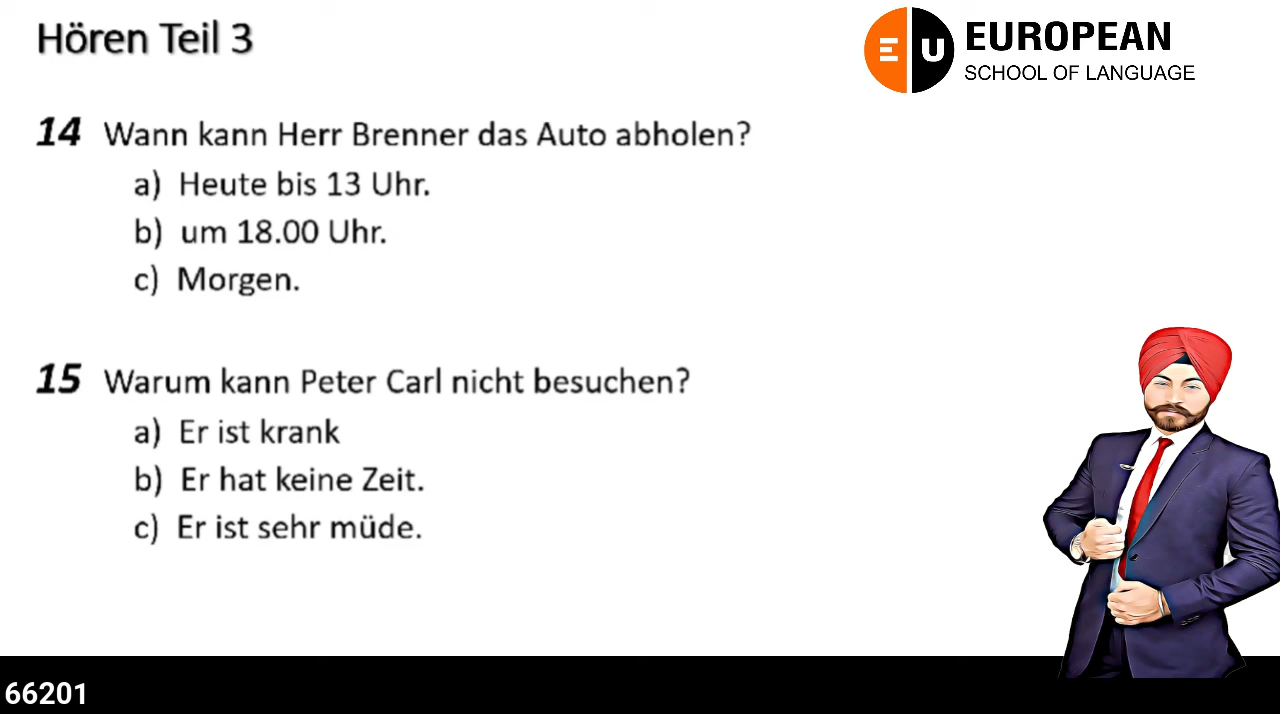 Hören Teil 3
EU EUROPEAN
SCHOOL OF LANGUAGE
14 Wann kann Herr Brenner das Auto abholen?
a) Heute bis 13 Uhr.
b) um 18.00 Uhr.
c) Morgen.
15 Warum kann Peter Carl nicht besuchen?
a) Er ist krank
b) Er hat keine Zeit.
c) Er ist sehr müde.
66201